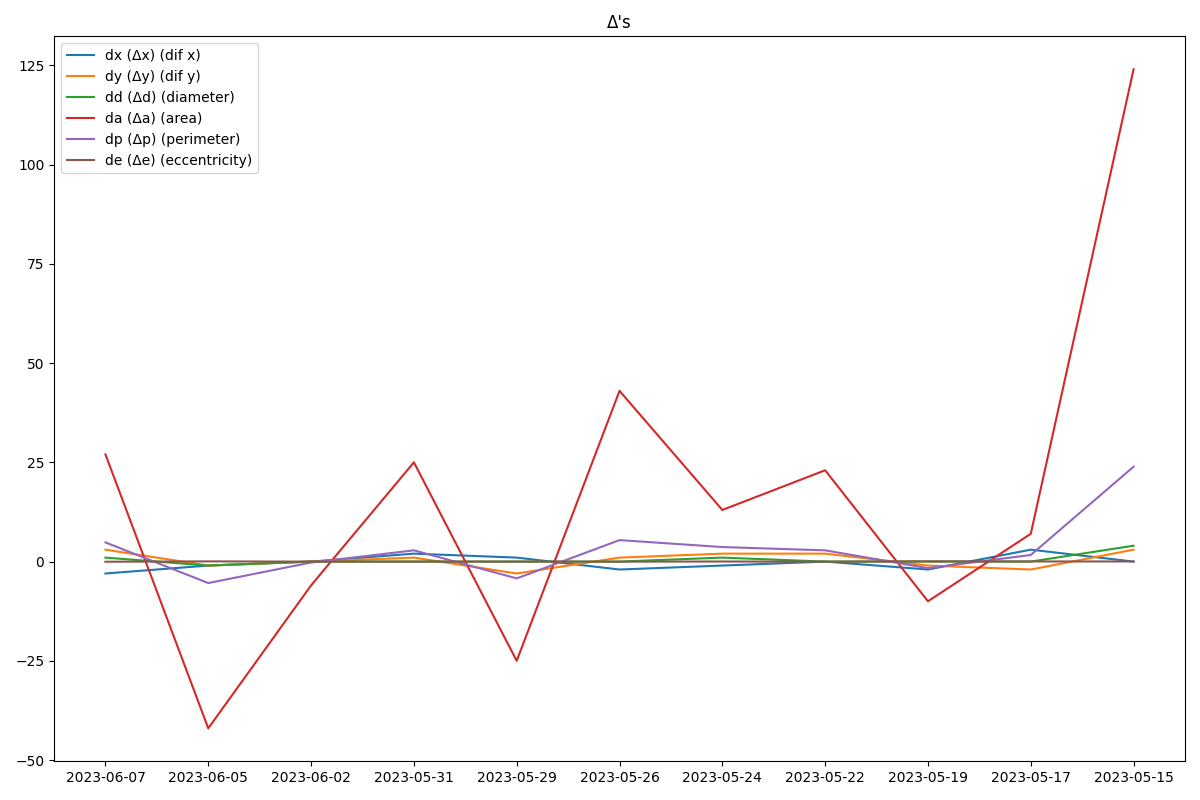 Δ's
dx (Δx) (dif x)
dy (Δy) (dif y)
dd (Δd) (diameter)
da (Δa) (area)
dp (Δp) (perimeter)
de (Δe) (eccentricity)
125
100
75
50
25
0
−25
−50
2023-06-07 2023-06-05 2023-06-02 2023-05-31 2023-05-29 2023-05-26 2023-05-24 2023-05-22 2023-05-19 2023-05-17 2023-05-15